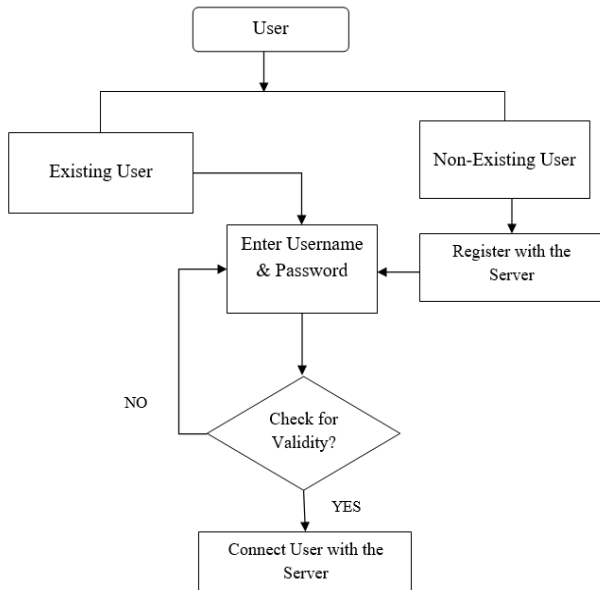 User
Existing User
Non-Existing User
Enter Username
& Password
Register with the
Server
NO
Check for
Validity?
YES
Connect User with the
Server